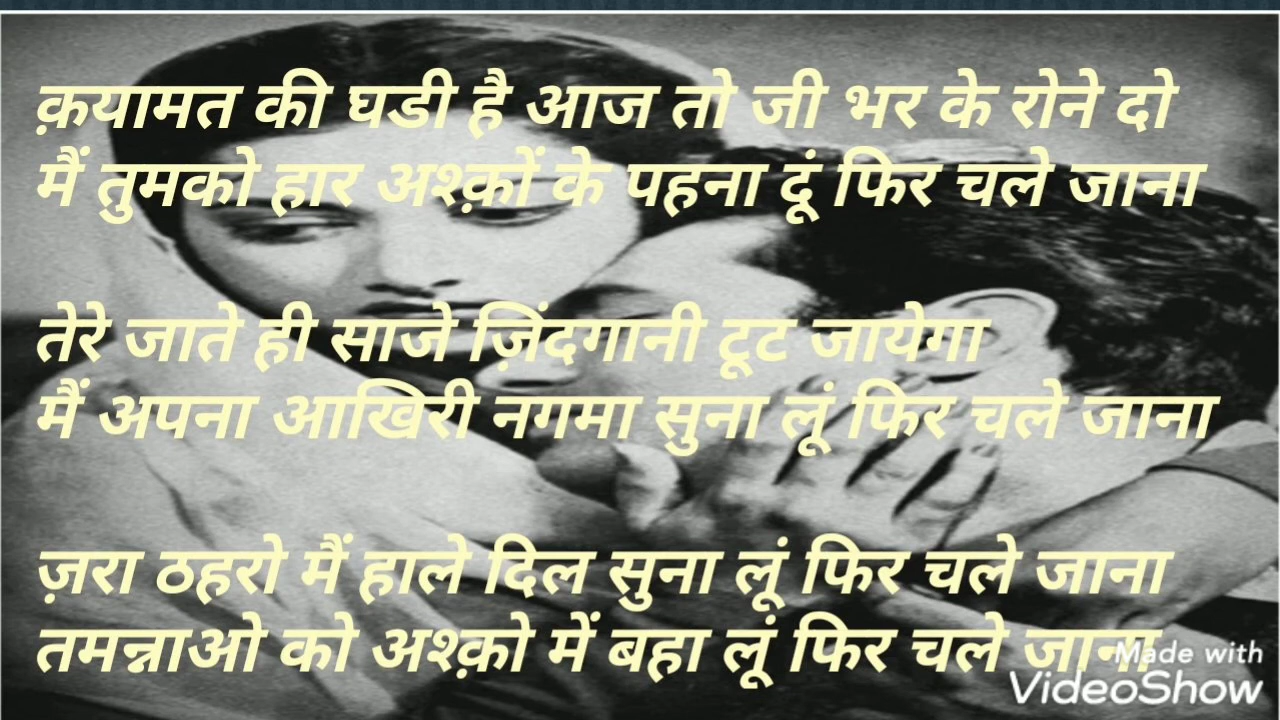 क़यामत की घडी है आज तो जी भर के रोने दो
मैं तुमको हार अश्क़ों के पहना दूं फिर चले जाना
तेरे जाते ही साजे ज़िंदगानी टूट जायेगा
मैं अपना आखिरी नगमा सुना लूं फिर चले जाना
ज़रा ठहरो मैं हाले दिल सुना लूं फिर चले जाना
तमन्नाओ को अश्क़ो में बहा लूं फिर चले जाना
Made with
VideoShow